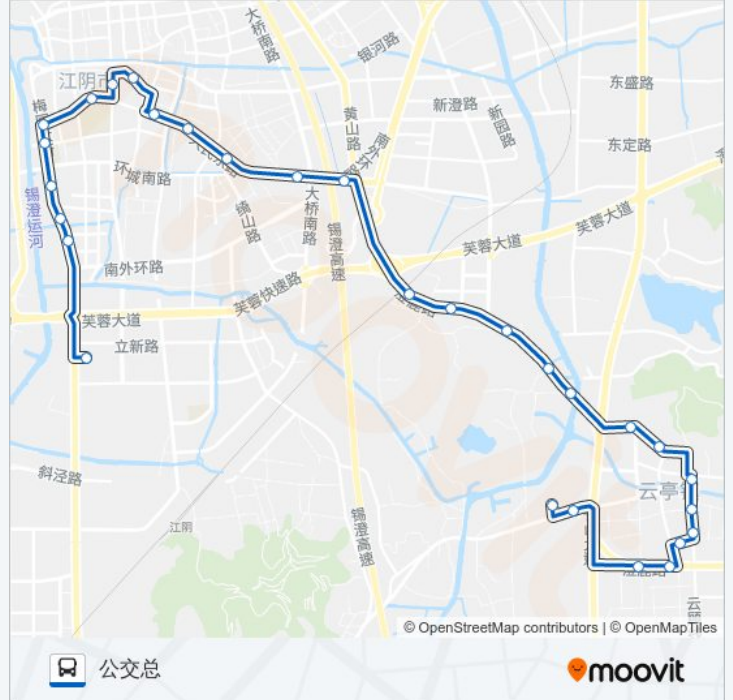 大桥南路
银河路
江阴市
东盛路
新澄路
黄山路
新园路
东定路
环城南路
锡澄运河
绮山路
大桥南路
锡澄高速
芙蓉大道
芙蓉大道
南外环路
芙蓉快速路
芙蓉大道
立新路
斜泾路
云亭
江阴
锡澄高速
© OpenStreetMap contributors | © OpenMapTiles
公交总
moovit